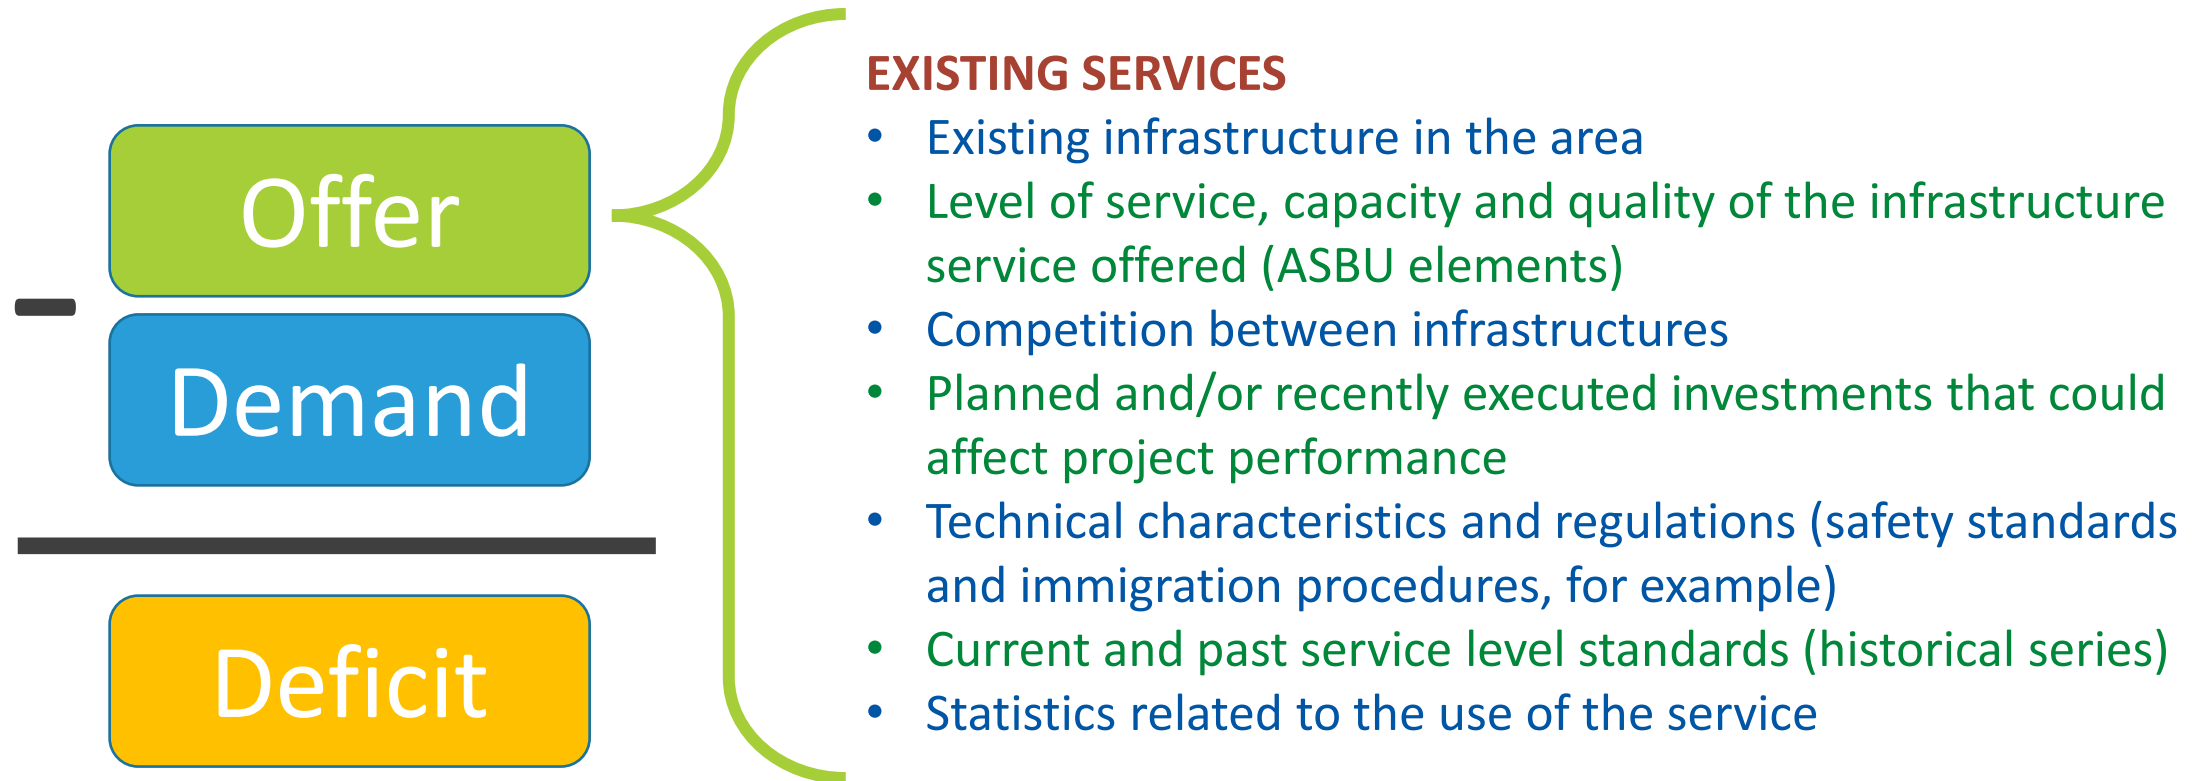 Offer
Demand
Deficit
EXISTING SERVICES
• Existing infrastructure in the area
• Level of service, capacity and quality of the infrastructure
service offered (ASBU elements)
• Competition between infrastructures
• Planned and/or recently executed investments that could
affect project performance
• Technical characteristics and regulations (safety standards
and immigration procedures, for example)
• Current and past service level standards (historical series)
• Statistics related to the use of the service